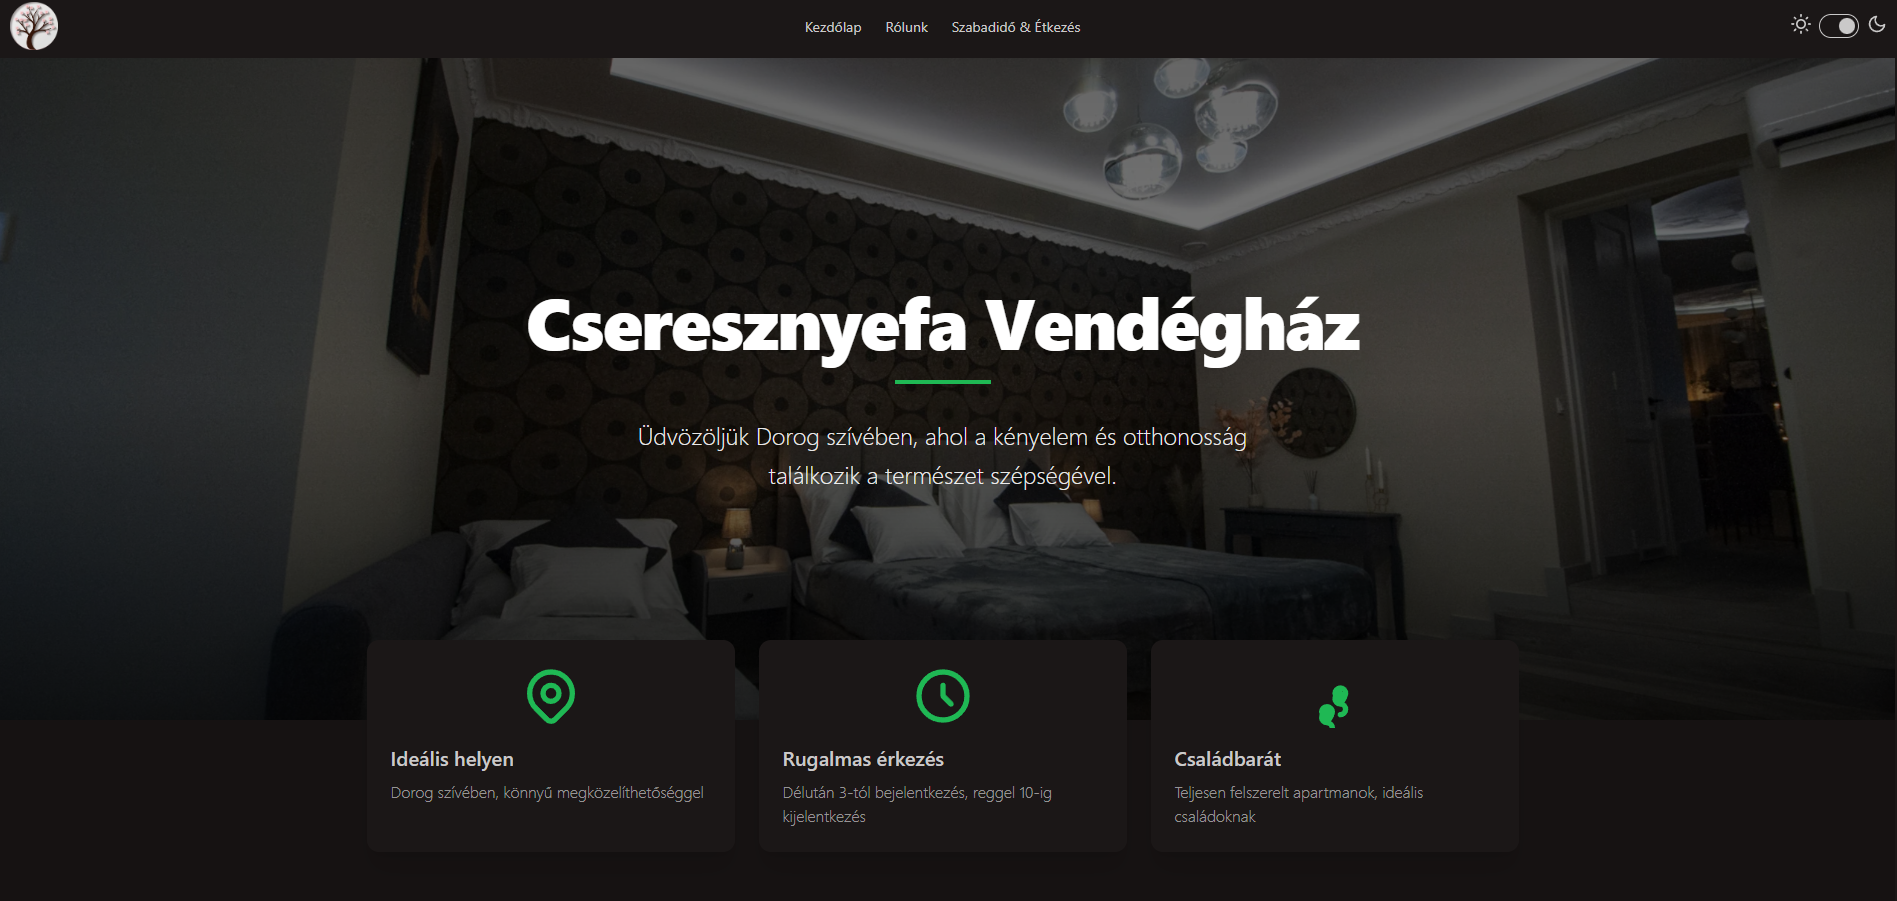 Kezdőlap
Rólunk
Szabadidő & Étkezés
Cseresznyefa Vendégház
Üdvözöljük Dorog szívében, ahol a kényelem és otthonosság
találkozik a természet szépségével.
Ideális helyen
Dorog szívében, könnyű megközelíthetőséggel
Rugalmas érkezés
Délután 3-tól bejelentkezés, reggel 10-ig
kijelentkezés
Családbarát
Teljesen felszerelt apartmanok, ideális
családoknak